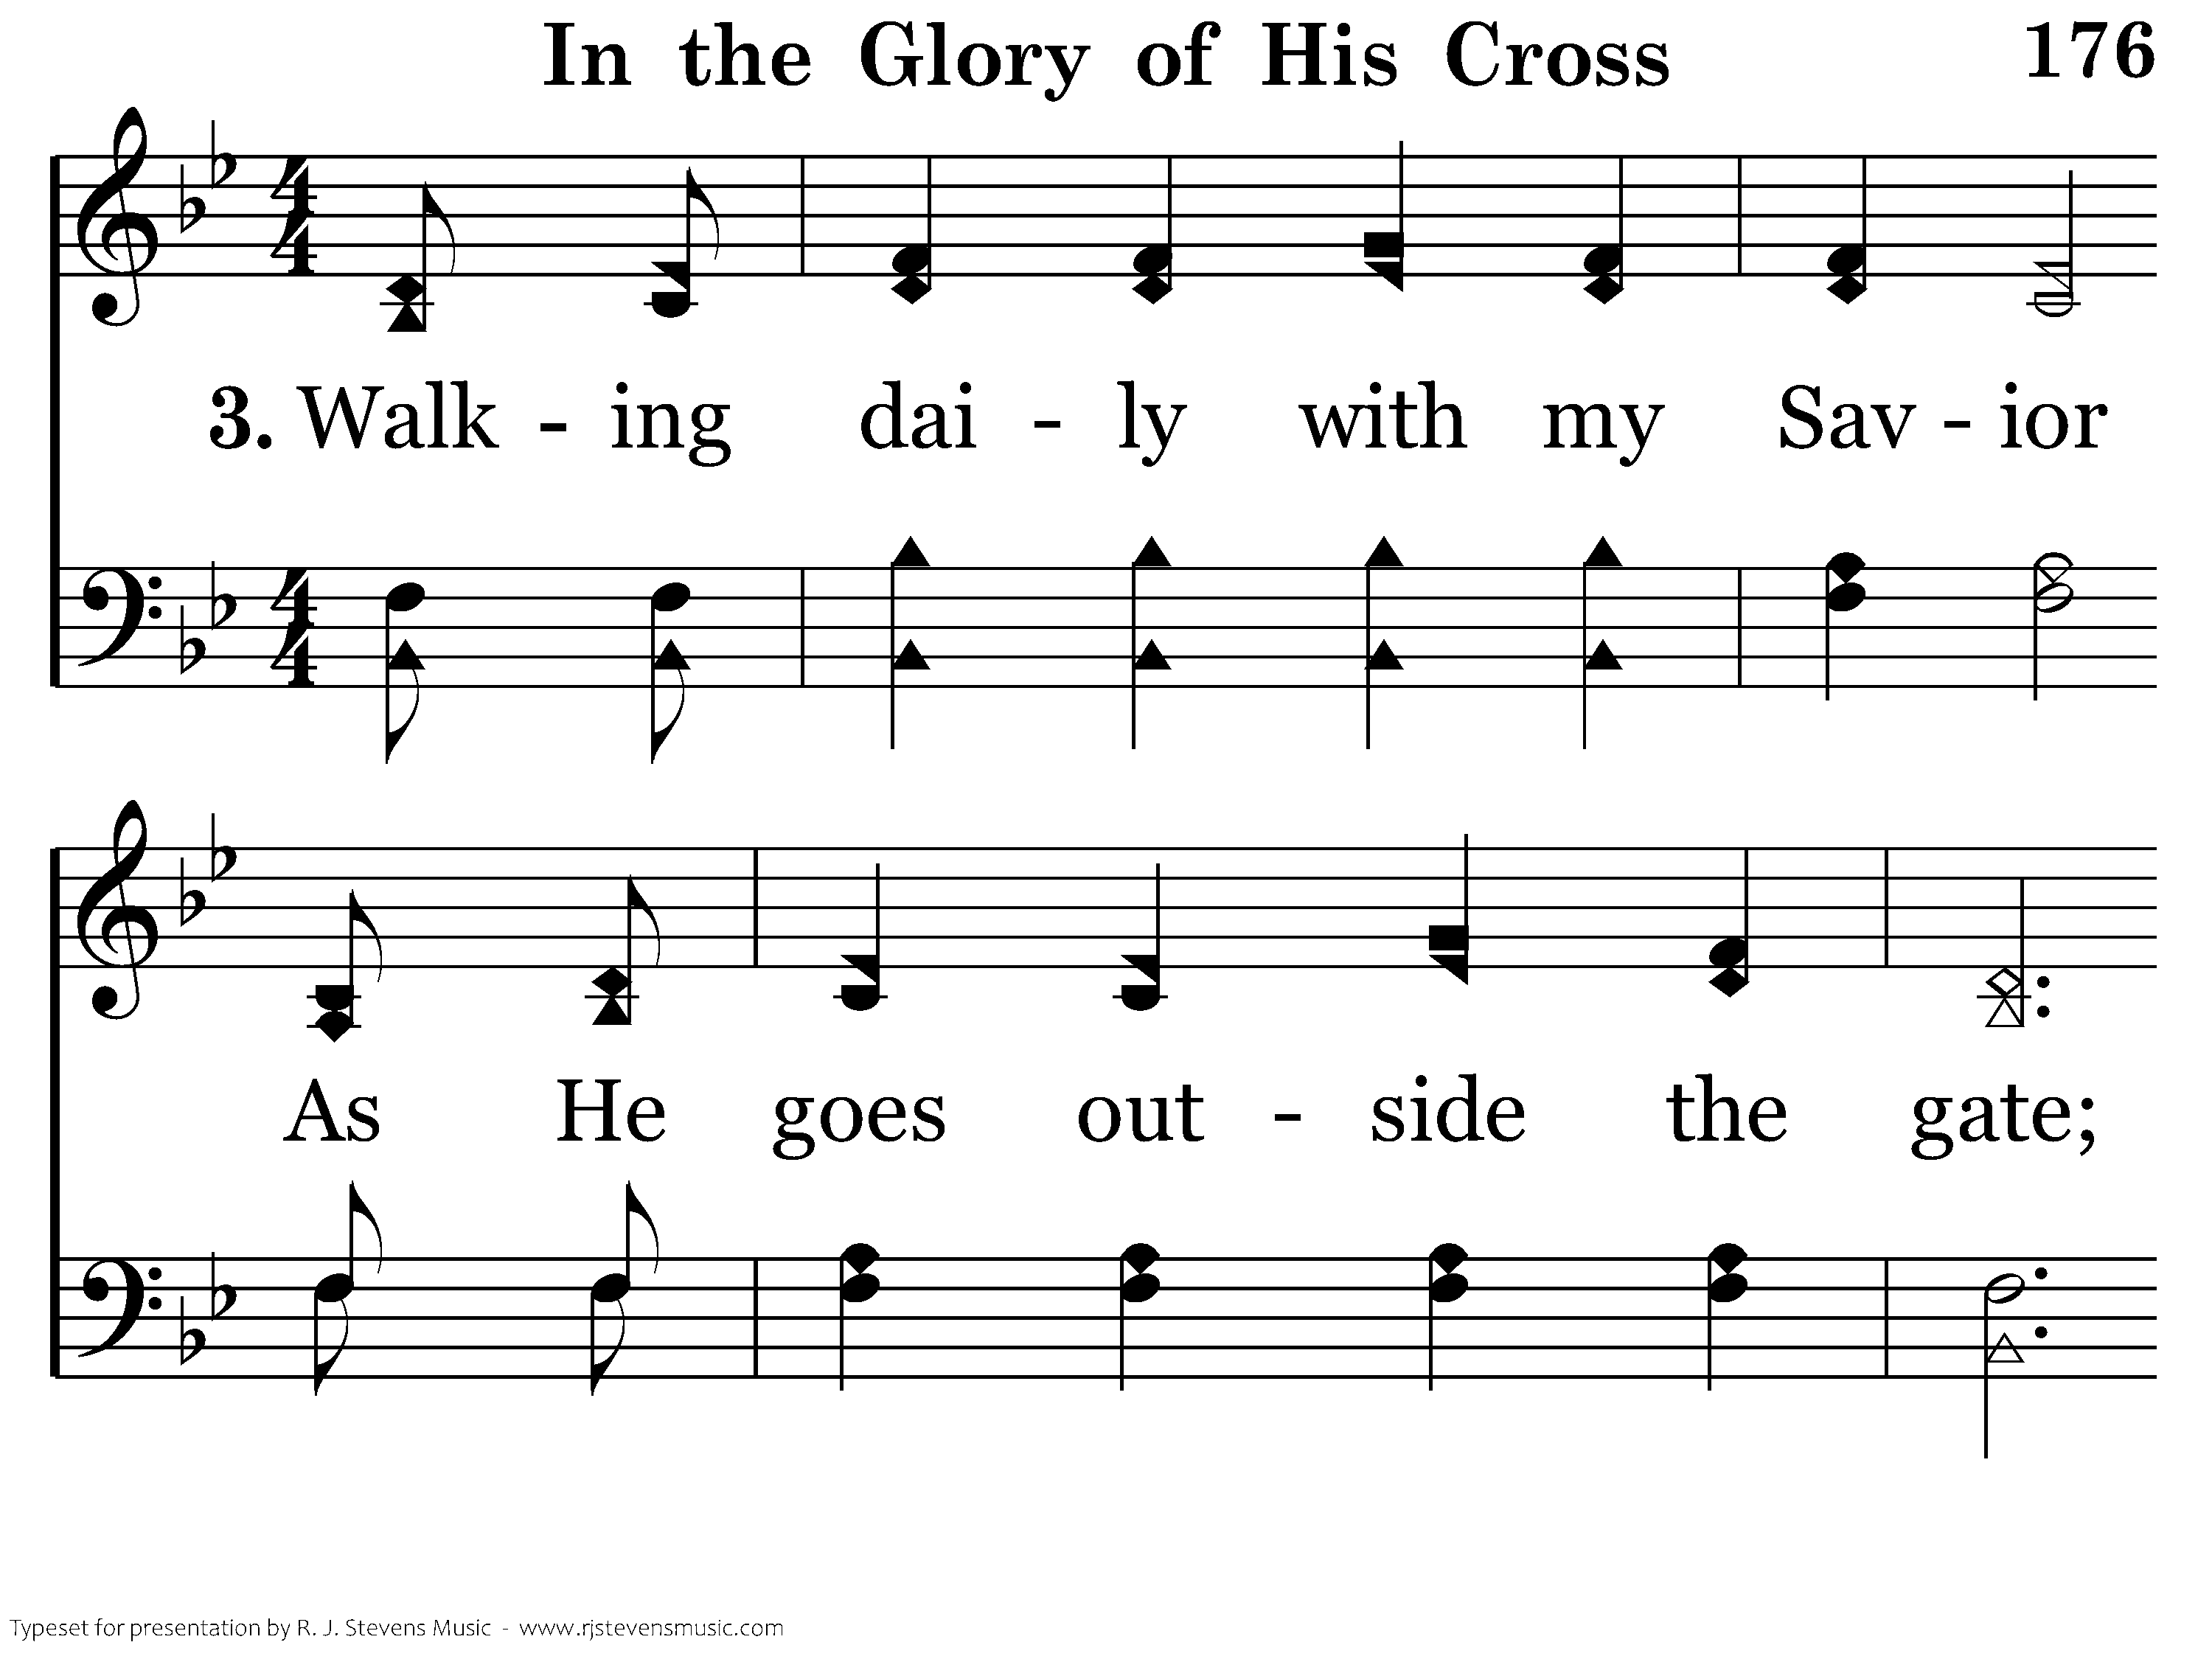 In the Glory of His Cross 176
3. Walk - ing dai - ly with my Sav - ior
As He goes out - side the gate;
Typeset for presentation by R. J. Stevens Music - www.rjstevensmusic.com